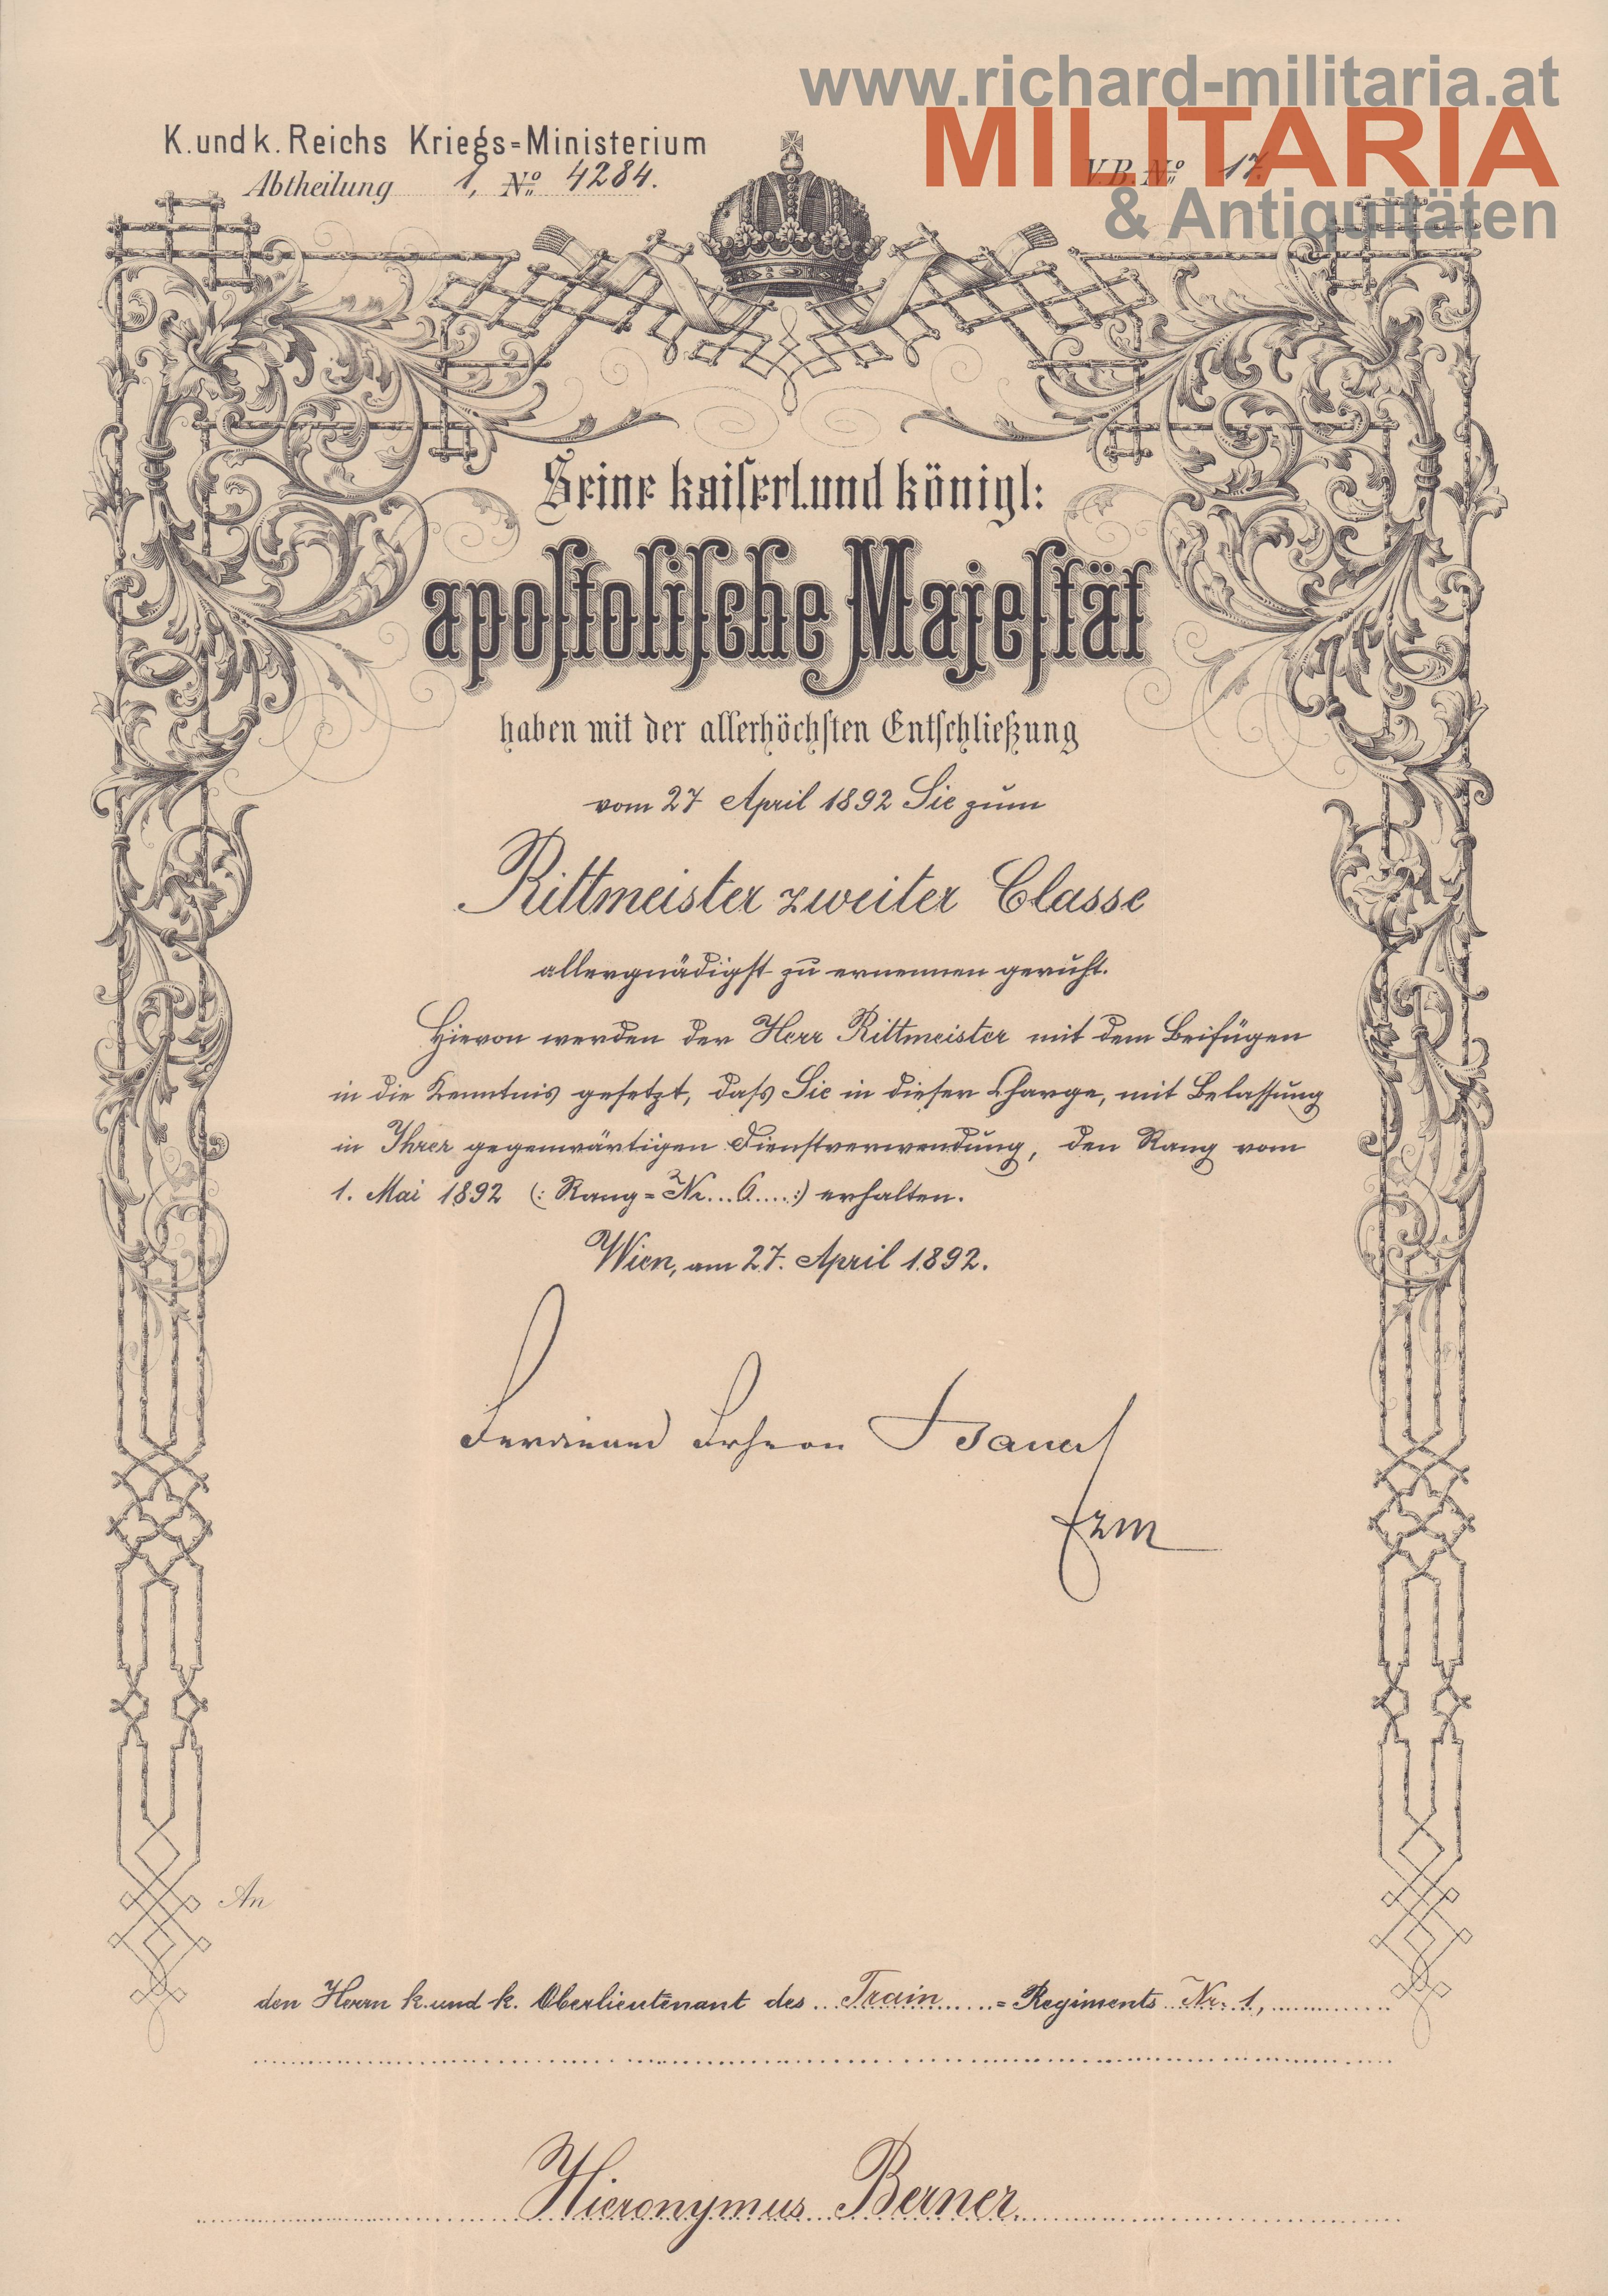 www.richard-militaria.at
MILITARIA
& Antiquitäten
K. und k. Reichs Kriegs=Ministerium
Abtheilung 1, No 4284.
V.B. No 17.
Seine kaiserl. und königl:
apostolische Majestät
haben mit der allerhöchsten Entschließung
vom 27 April 1892 Sie zum
Rittmeister zweiter Classe
allergnädigst zu ernennen geruht.
Hievon werden der Herr Rittmeister mit dem Beifügen
in die Kenntnis gesetzt, dass Sie in dieser Charge, mit Belassung
in Ihrer gegenwärtigen Dienstverwendung, den Rang vom
1. Mai 1892 (: Rang=Nr...6....:) erhalten.
Wien, am 27. April 1892.
Ferdinand Frh von Bauer
Fzm
An
den Herrn k. und k. Oberlieutenant des Train=Regiments Nr. 1,
Hieronymus Berner.